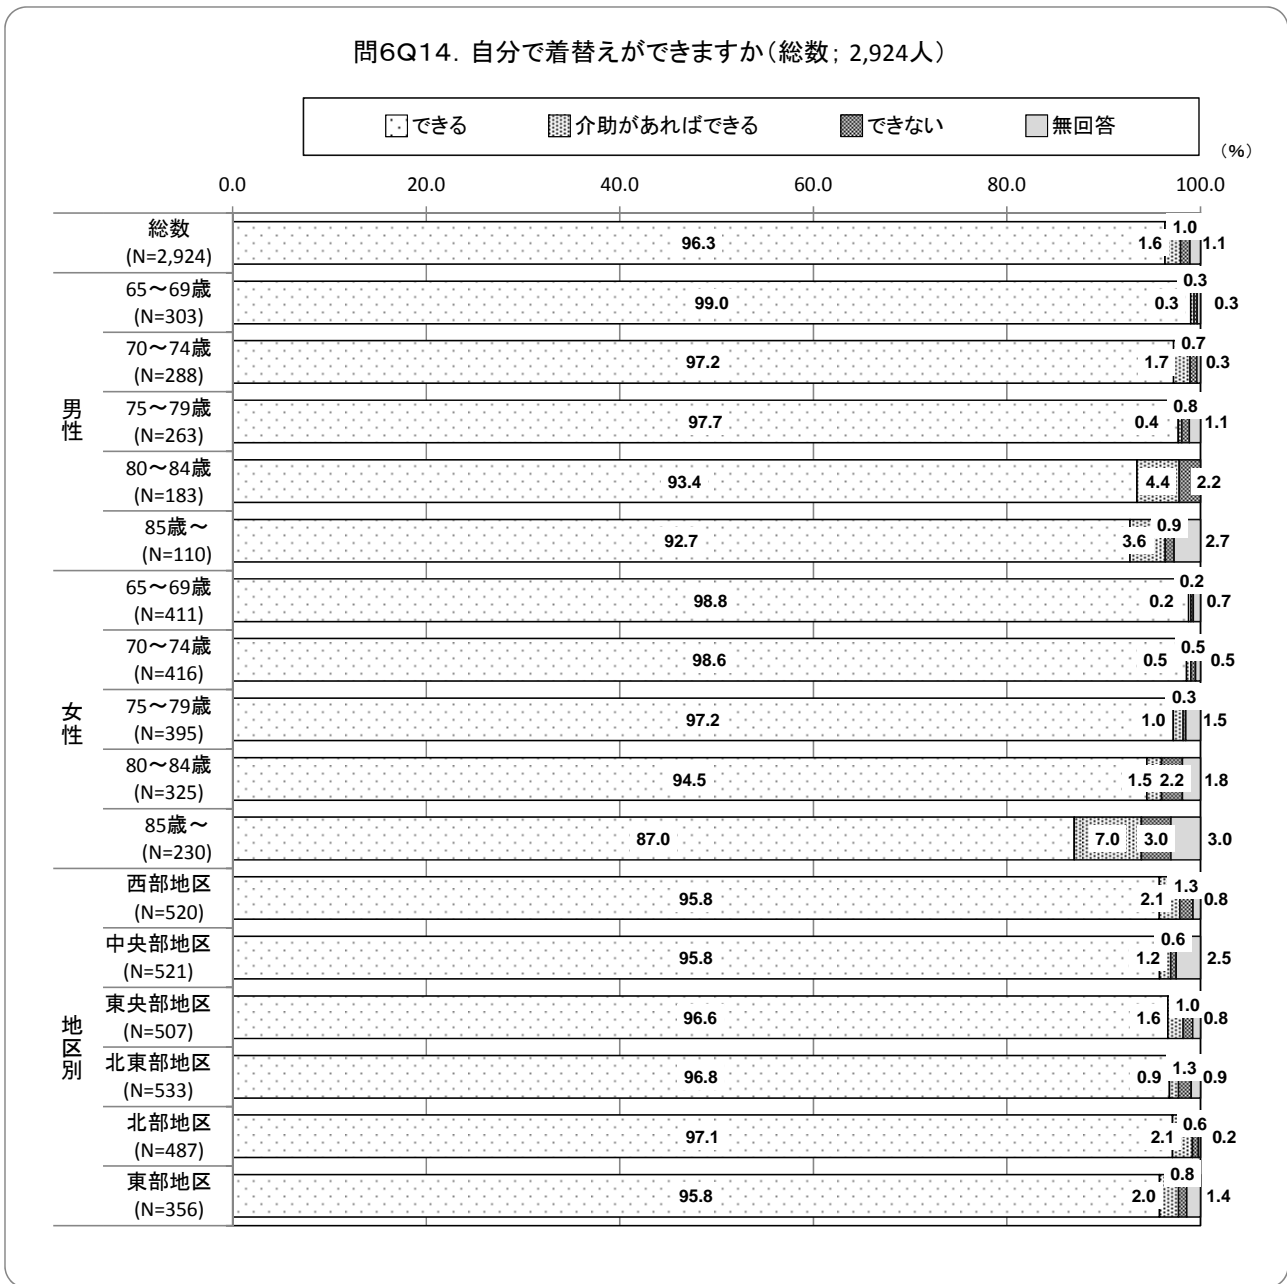 問6Q14．自分で着替えができますか（総数；2,924人）
できる 介助があればできる できない 無回答
（%）
0.0 20.0 40.0 60.0 80.0 100.0
総数
(N=2,924)
96.3 1.6 1.0 1.1
男性
65～69歳
(N=303)
99.0 0.3 0.3 0.3
70～74歳
(N=288)
97.2 1.7 0.7 0.3
75～79歳
(N=263)
97.7 0.4 0.8 1.1
80～84歳
(N=183)
93.4 4.4 2.2
85歳～
(N=110)
92.7 3.6 0.9 2.7
女性
65～69歳
(N=411)
98.8 0.2 0.2 0.7
70～74歳
(N=416)
98.6 0.5 0.5 0.5
75～79歳
(N=395)
97.2 1.0 0.3 1.5
80～84歳
(N=325)
94.5 1.5 2.2 1.8
85歳～
(N=230)
87.0 7.0 3.0 3.0
地区別
西部地区
(N=520)
95.8 2.1 1.3 0.8
中央部地区
(N=521)
95.8 1.2 0.6 2.5
東央部地区
(N=507)
96.6 1.6 1.0 0.8
北東部地区
(N=533)
96.8 0.9 1.3 0.9
北部地区
(N=487)
97.1 2.1 0.6 0.2
東部地区
(N=356)
95.8 2.0 0.8 1.4